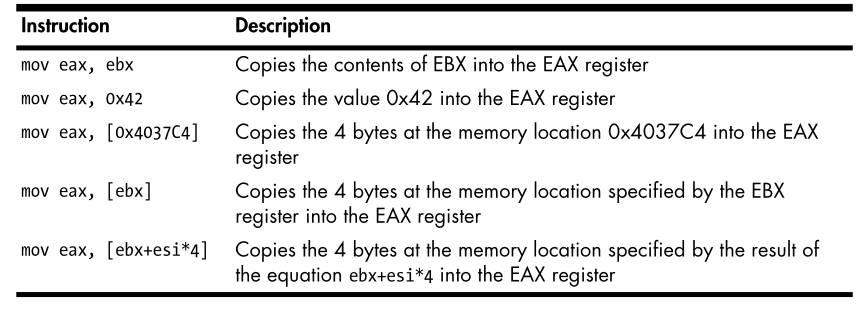 Instruction Description
mov eax, ebx Copies the contents of EBX into the EAX register
mov eax, 0x42 Copies the value 0x42 into the EAX register
mov eax, [0x4037C4] Copies the 4 bytes at the memory location 0x4037C4 into the EAX
register
mov eax, [ebx] Copies the 4 bytes at the memory location specified by the EBX
register into the EAX register
mov eax, [ebx+esi*4] Copies the 4 bytes at the memory location specified by the result of
the equation ebx+esi*4 into the EAX register